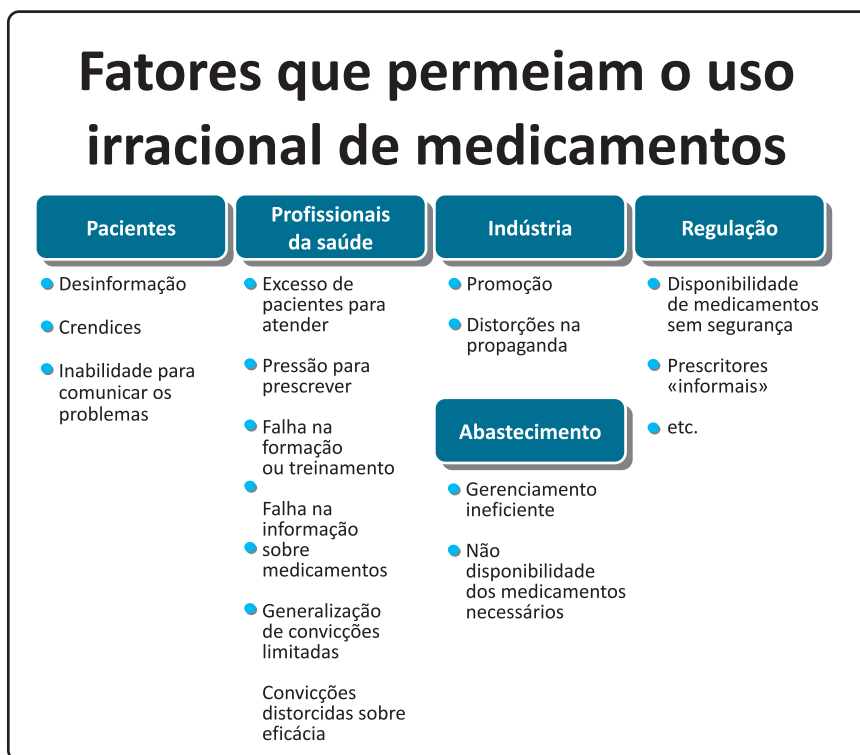 Fatores que permeiam o uso
irracional de medicamentos
Pacientes
Desinformação
Crendices
Inabilidade para
comunicar os
problemas
Profissionais
da saúde
Excesso de
pacientes para
atender
Pressão para
prescrever
Falha na
formação
ou treinamento
Falha na
informação
sobre
medicamentos
Generalização
de convicções
limitadas
Convicções
distorcidas sobre
eficácia
Indústria
Promoção
Distorções na
propaganda
Abastecimento
Gerenciamento
ineficiente
Não
disponibilidade
dos medicamentos
necessários
Regulação
Disponibilidade
de medicamentos
sem segurança
Prescritores
«informais»
etc.